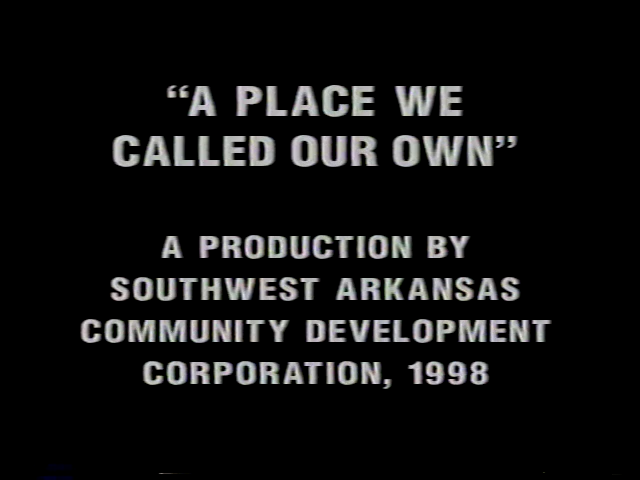 “A PLACE WE
CALLED OUR OWN”
A PRODUCTION BY
SOUTHWEST ARKANSAS
COMMUNITY DEVELOPMENT
CORPORATION, 1998